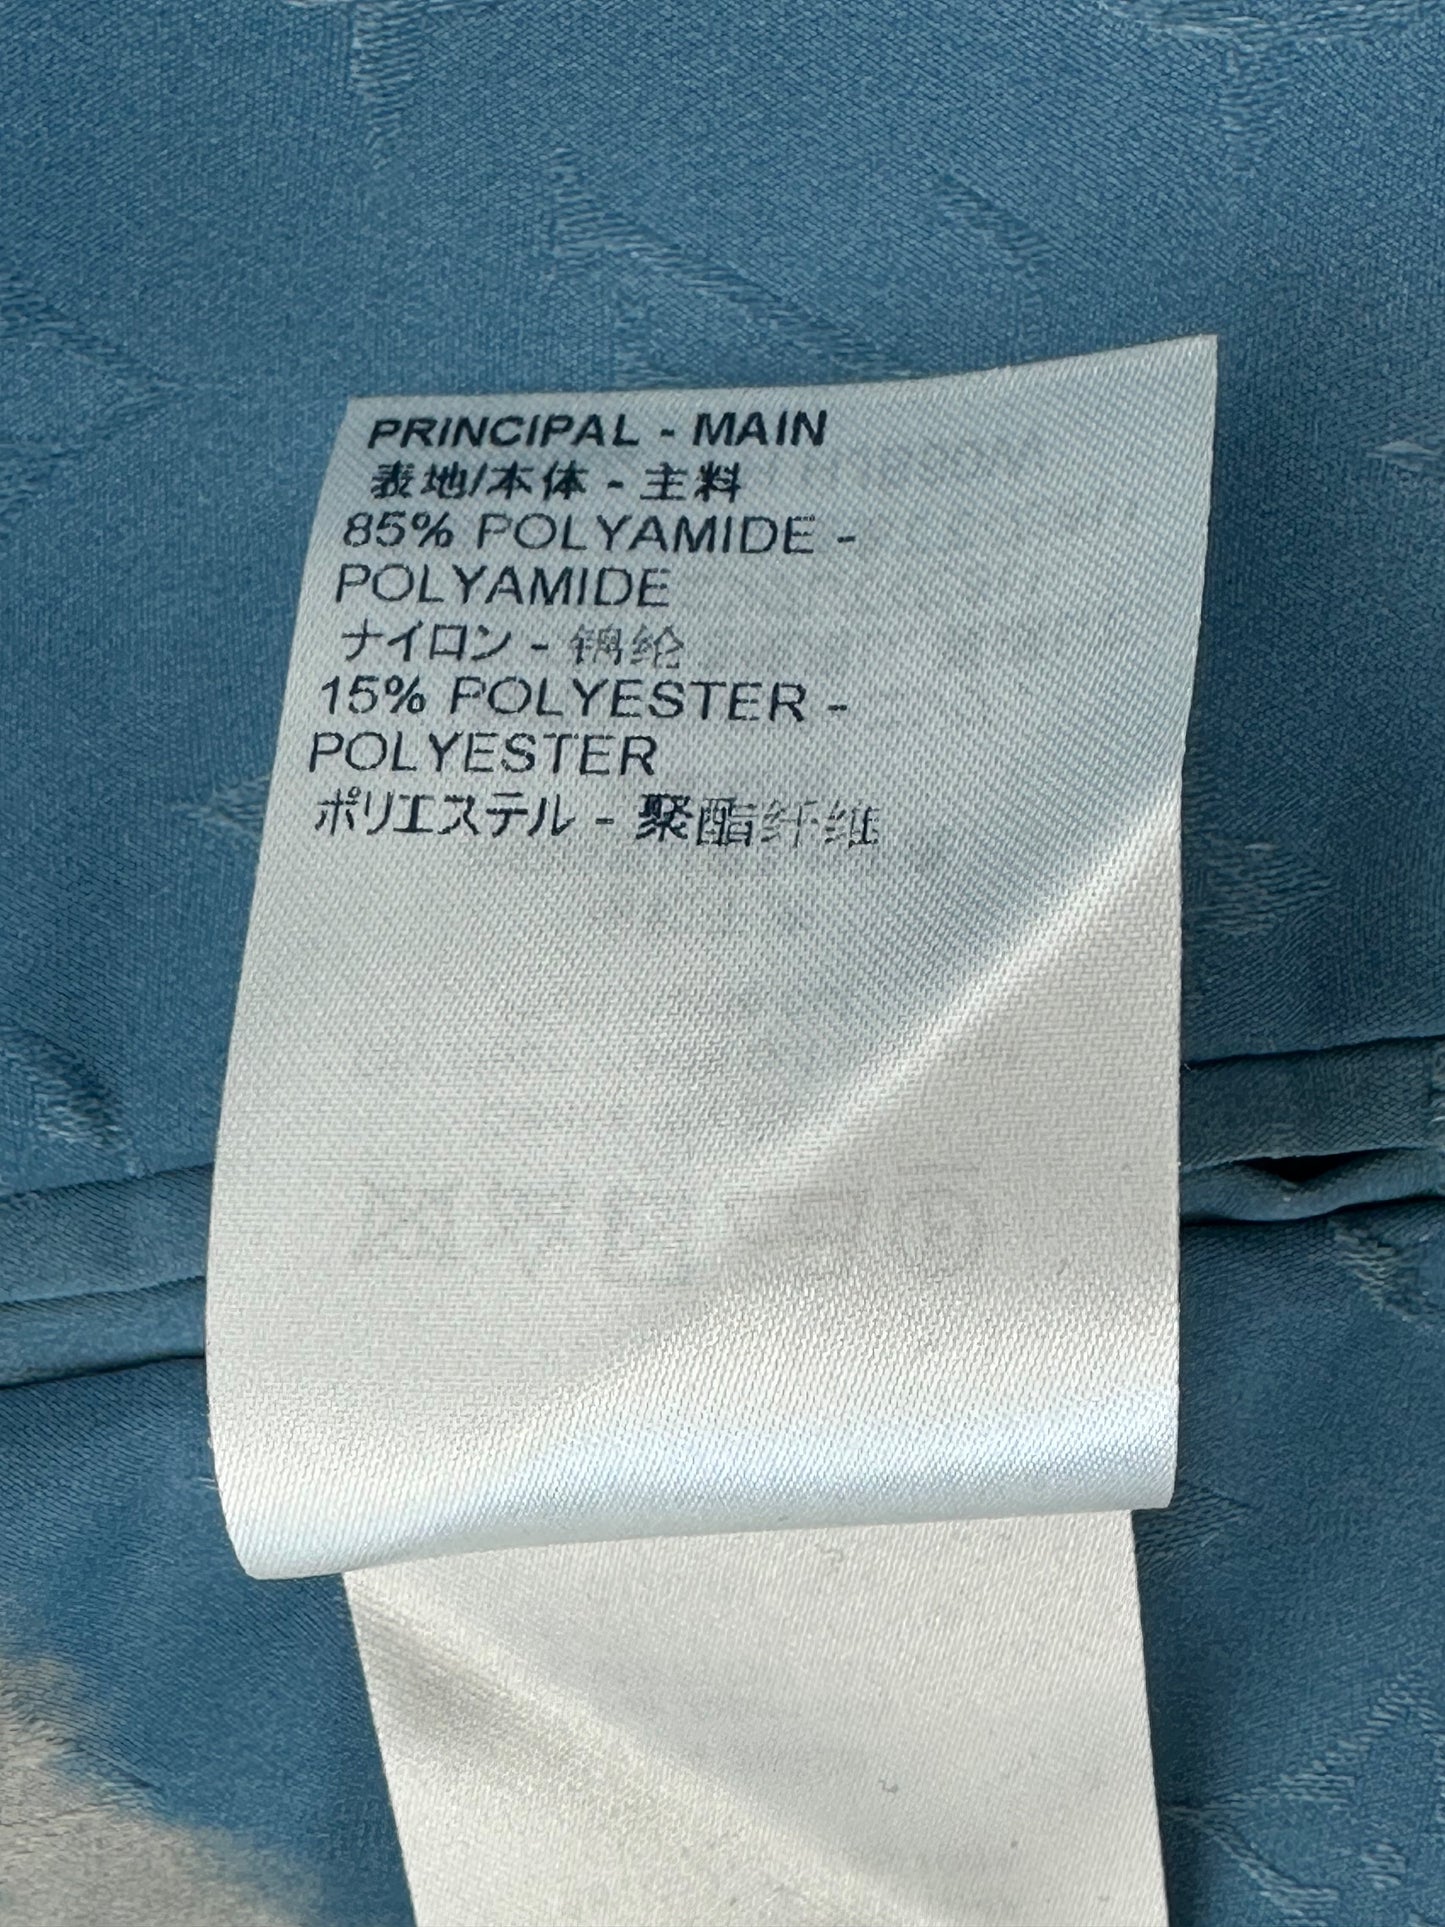 PRINCIPAL - MAIN
表地/本体 - 主料
85% POLYAMIDE -
POLYAMIDE
ナイロン - 锦纶
15% POLYESTER -
POLYESTER
ポリエステル - 聚酯纤维